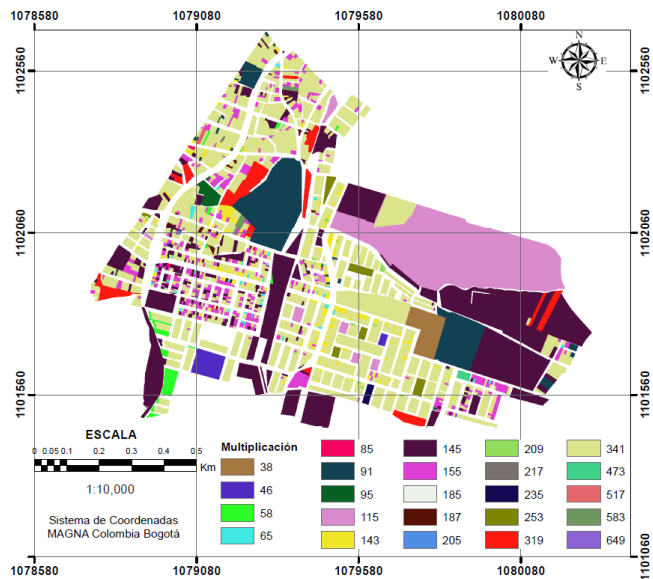 1078580 1079080 1079580 1080080
1102560 1102560
N
W E
S
1102060 1102060
1101560 1101560
ESCALA
0 0.05 0.1 0.2 0.3 0.4 0.5
Km
1:10,000
Sistema de Coordenadas
MAGNA Colombia Bogotá
Multiplicación
38
46
58
65
85
91
95
115
143
145
155
185
187
205
209
217
235
253
319
341
473
517
583
649
1101060
1078580 1079080 1079580 1080080